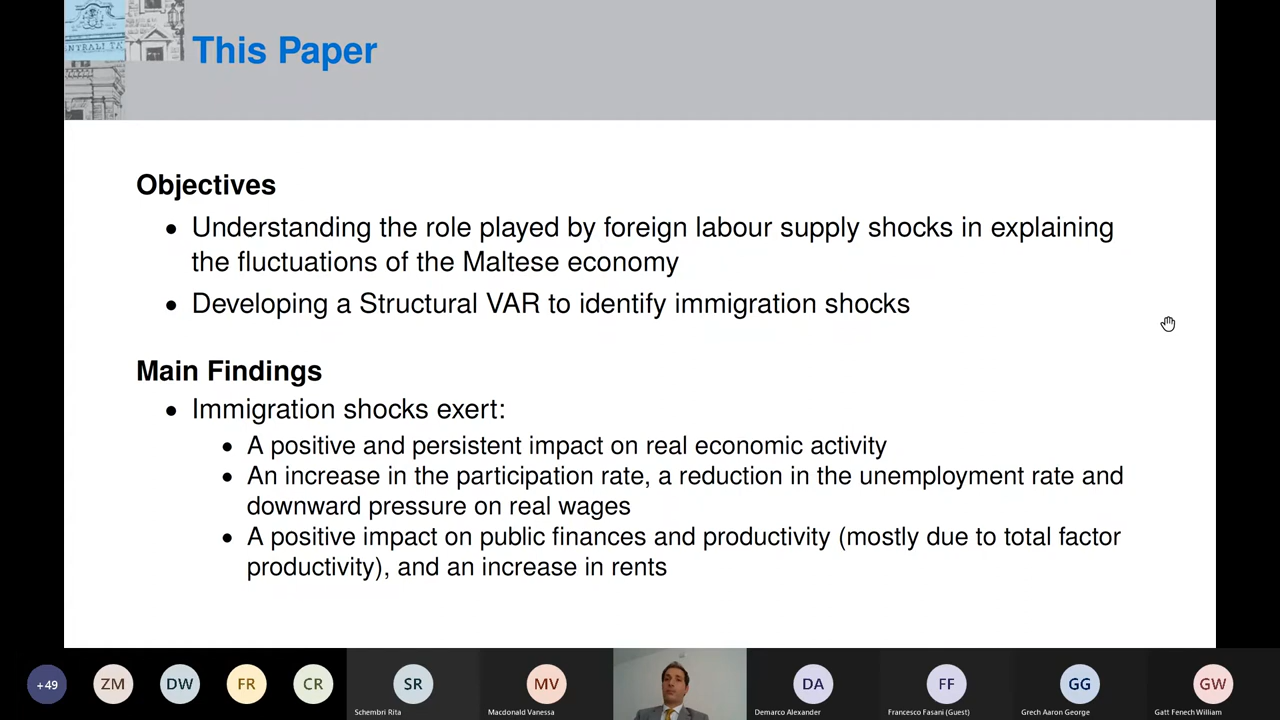 This Paper
Objectives
• Understanding the role played by foreign labour supply shocks in explaining
the fluctuations of the Maltese economy
• Developing a Structural VAR to identify immigration shocks
Main Findings
• Immigration shocks exert:
• A positive and persistent impact on real economic activity
• An increase in the participation rate, a reduction in the unemployment rate and
downward pressure on real wages
• A positive impact on public finances and productivity (mostly due to total factor
productivity), and an increase in rents
+49
ZM
DW
FR
CR
SR
MV
DA
FF
GG
GW
Schembri Rita
Macdonald Vanessa
Demarco Alexander
Francesco Fasani (Guest)
Grech Aaron George
Gatt Fenech William